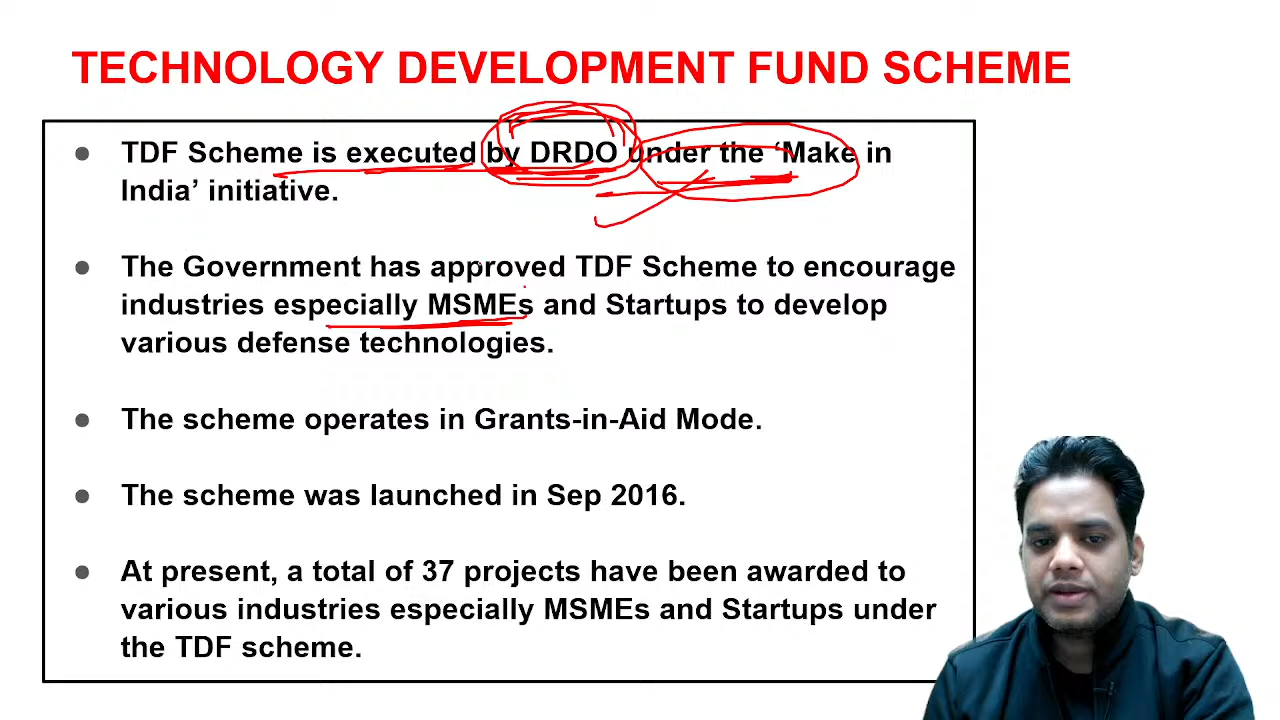 TECHNOLOGY DEVELOPMENT FUND SCHEME
● TDF Scheme is executed by DRDO under the ‘Make in
India’ initiative.
● The Government has approved TDF Scheme to encourage
industries especially MSMEs and Startups to develop
various defense technologies.
● The scheme operates in Grants-in-Aid Mode.
● The scheme was launched in Sep 2016.
● At present, a total of 37 projects have been awarded to
various industries especially MSMEs and Startups under
the TDF scheme.